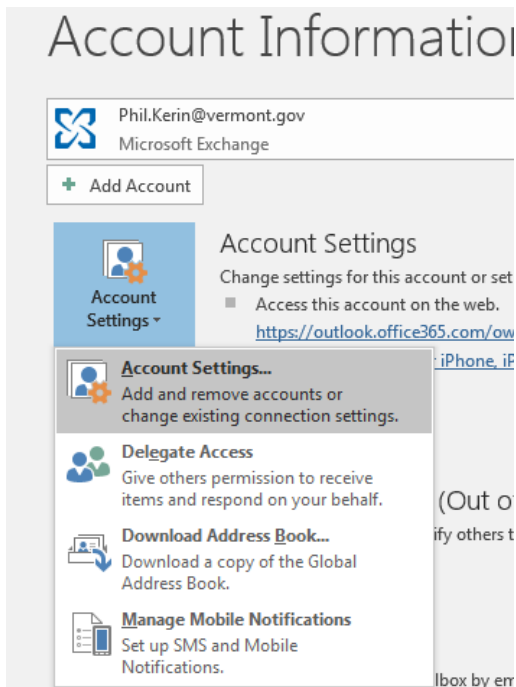 Account Information
Phil.Kerin@vermont.gov
Microsoft Exchange
Add Account
Account Settings
Change settings for this account or set
Account Settings
Access this account on the web.
https://outlook.office365.com/ow
iPhone, iP
Account Settings...
Add and remove accounts or
change existing connection settings.
Delegate Access
Give others permission to receive
items and respond on your behalf.
(Out o
Download Address Book...
ify others t
Download a copy of the Global
Address Book.
Manage Mobile Notifications
Set up SMS and Mobile
Notifications.
lbox by em